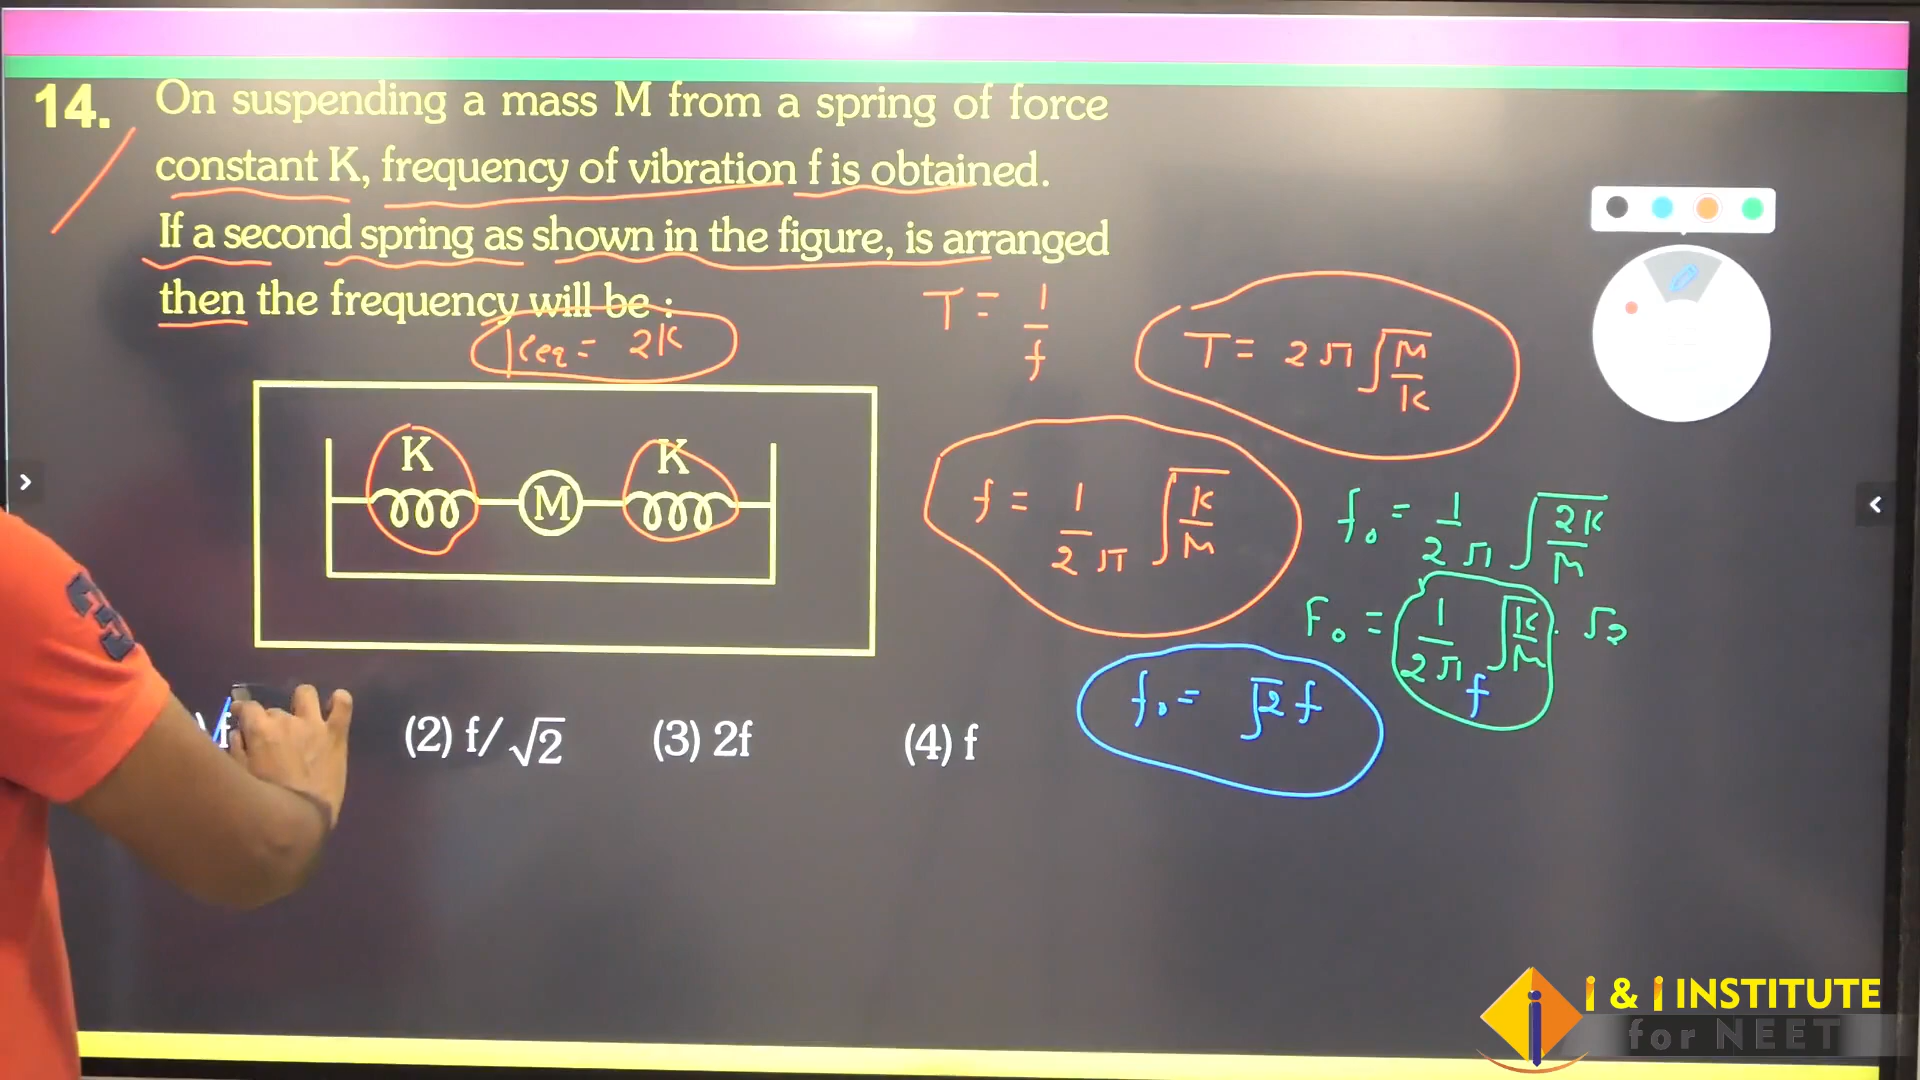 14. On suspending a mass M from a spring of force
constant K, frequency of vibration f is obtained.
If a second spring as shown in the figure, is arranged
then the frequency will be :
Keq = 2K
T = 1/f
T = 2π√(M/K)
K
K
M
f = 1/2π √(K/M)
f₀ = 1/2π √(2K/M)
F₀ = 1/2π √(K/M) . √2
f
f₀ = √2 f
(2) f/√2
(3) 2f
(4) f
i & i INSTITUTE
for NEET